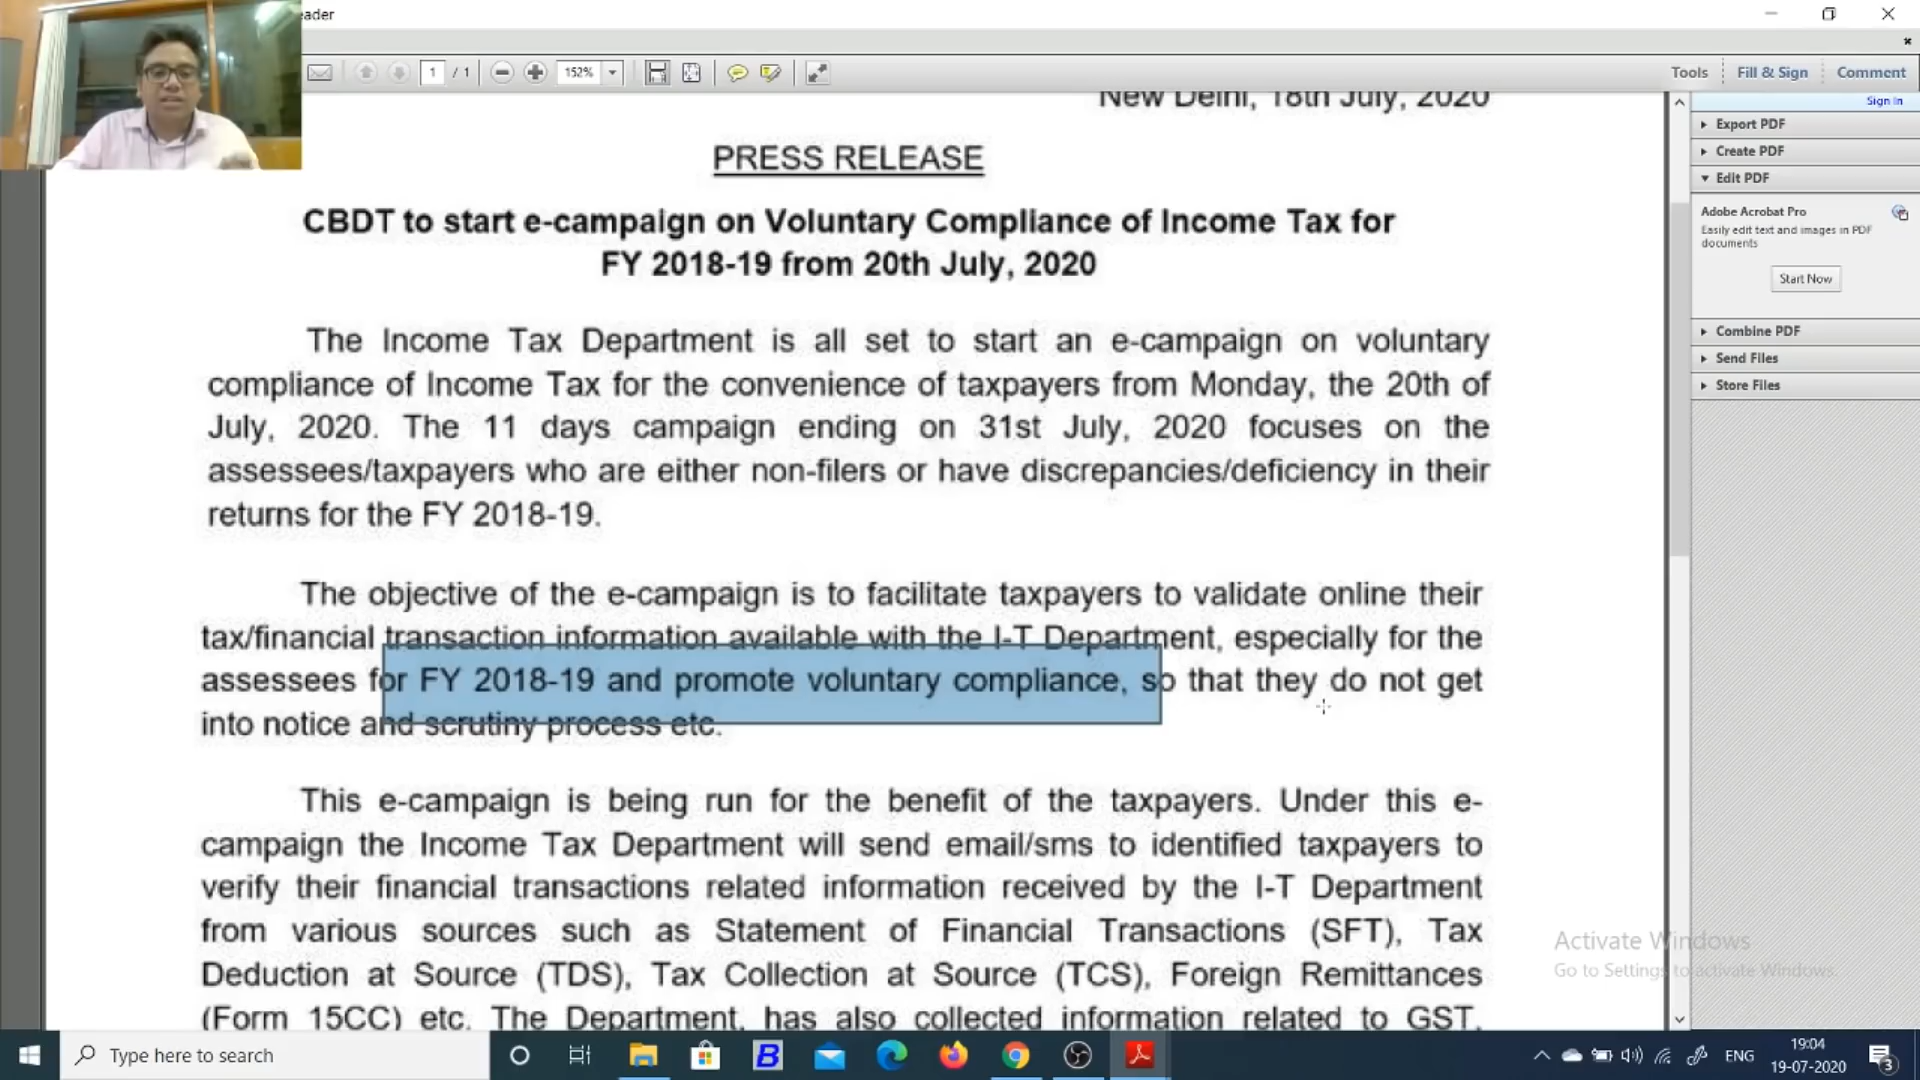 eader
1 / 1
152%
Tools
Fill & Sign
Comment
New Delhi, 18th July, 2020
PRESS RELEASE
CBDT to start e-campaign on Voluntary Compliance of Income Tax for
FY 2018-19 from 20th July, 2020
The Income Tax Department is all set to start an e-campaign on voluntary
compliance of Income Tax for the convenience of taxpayers from Monday, the 20th of
July, 2020. The 11 days campaign ending on 31st July, 2020 focuses on the
assessees/taxpayers who are either non-filers or have discrepancies/deficiency in their
returns for the FY 2018-19.
The objective of the e-campaign is to facilitate taxpayers to validate online their
tax/financial transaction information available with the I-T Department, especially for the
assessees for FY 2018-19 and promote voluntary compliance, so that they do not get
into notice and scrutiny process etc.
This e-campaign is being run for the benefit of the taxpayers. Under this e-
campaign the Income Tax Department will send email/sms to identified taxpayers to
verify their financial transactions related information received by the I-T Department
from various sources such as Statement of Financial Transactions (SFT), Tax
Deduction at Source (TDS), Tax Collection at Source (TCS), Foreign Remittances
(Form 15CC) etc. The Department, has also collected information related to GST,
Sign In
Export PDF
Create PDF
Edit PDF
Adobe Acrobat Pro
Easily edit text and images in PDF
documents
Start Now
Combine PDF
Send Files
Store Files
Activate Windows
Go to Settings to activate Windows.
Type here to search
B
ENG
19:04
19-07-2020
3